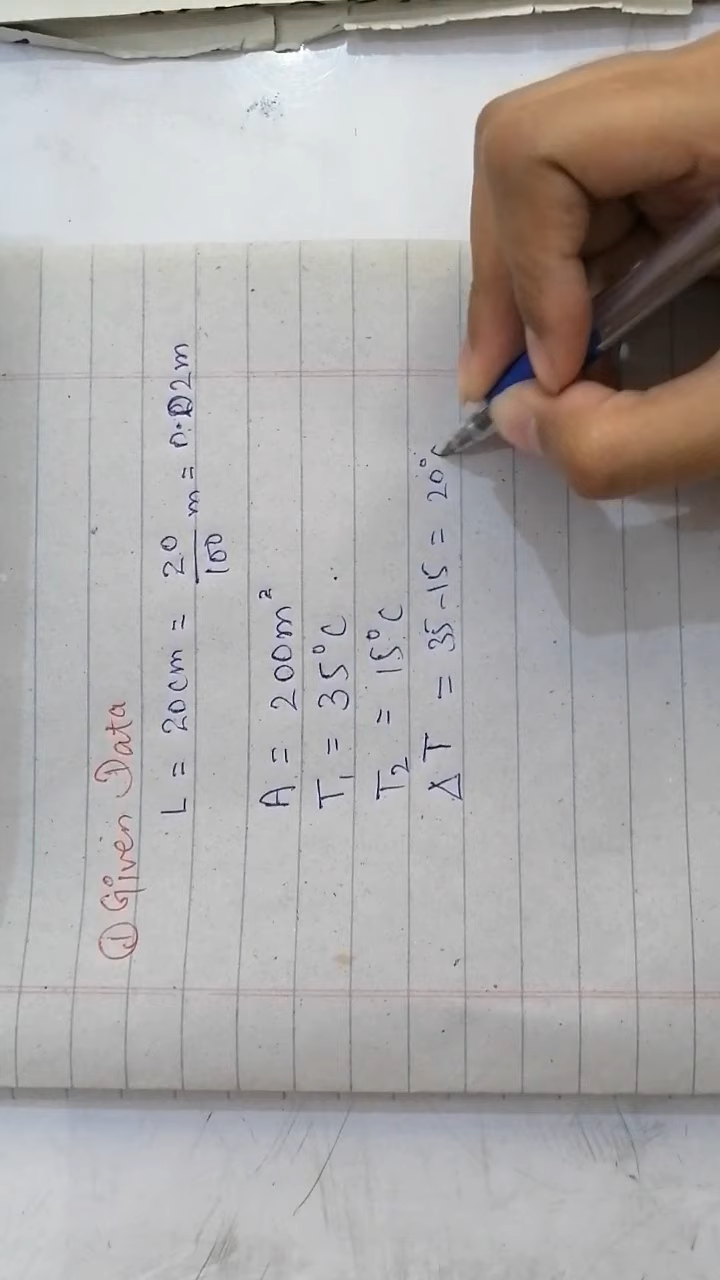 ① Given Data
L = 20cm = 20/100 m = 0.02m
A = 200m²
T₁ = 35°C
T₂ = 15°C
ΔT = 35-15 = 20°